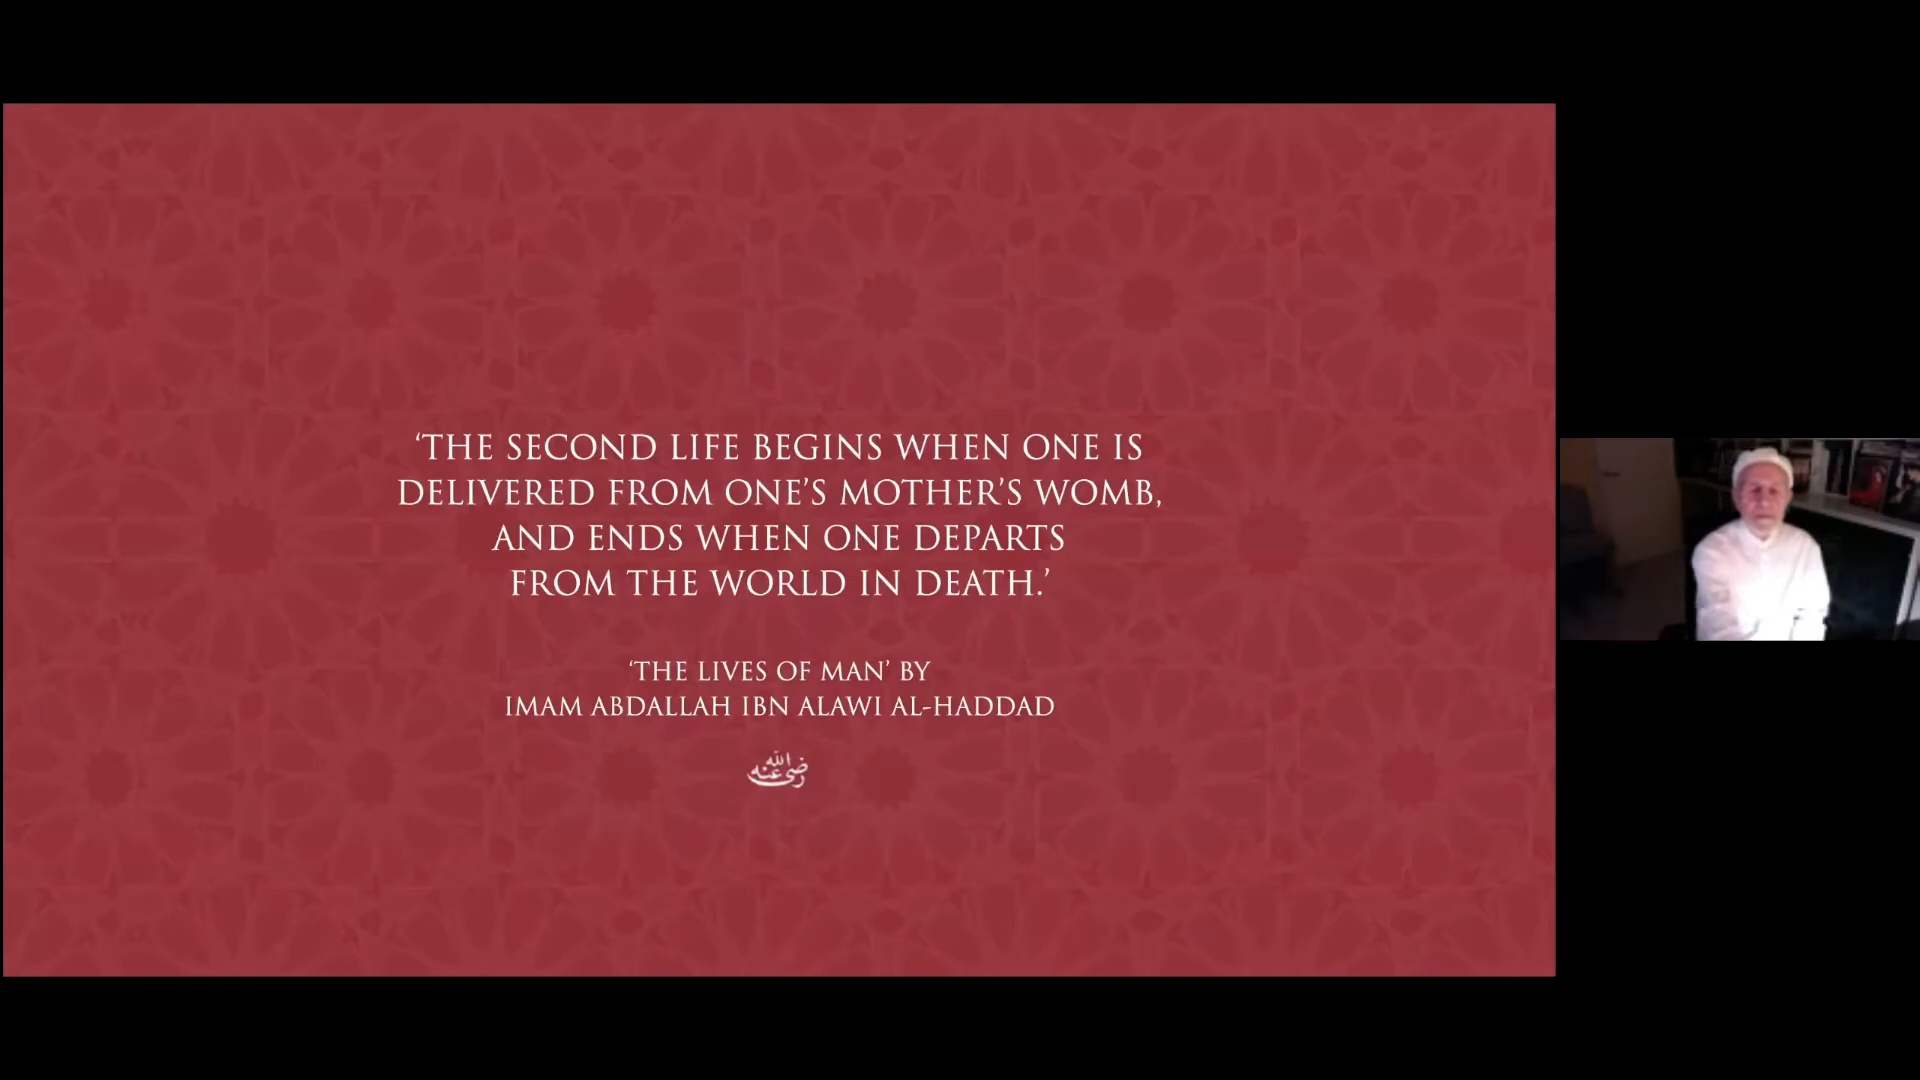 ‘THE SECOND LIFE BEGINS WHEN ONE IS
DELIVERED FROM ONE’S MOTHER’S WOMB,
AND ENDS WHEN ONE DEPARTS
FROM THE WORLD IN DEATH.’
‘THE LIVES OF MAN’ BY
IMAM ABDALLAH IBN ALAWI AL-HADDAD
رضي الله عنه